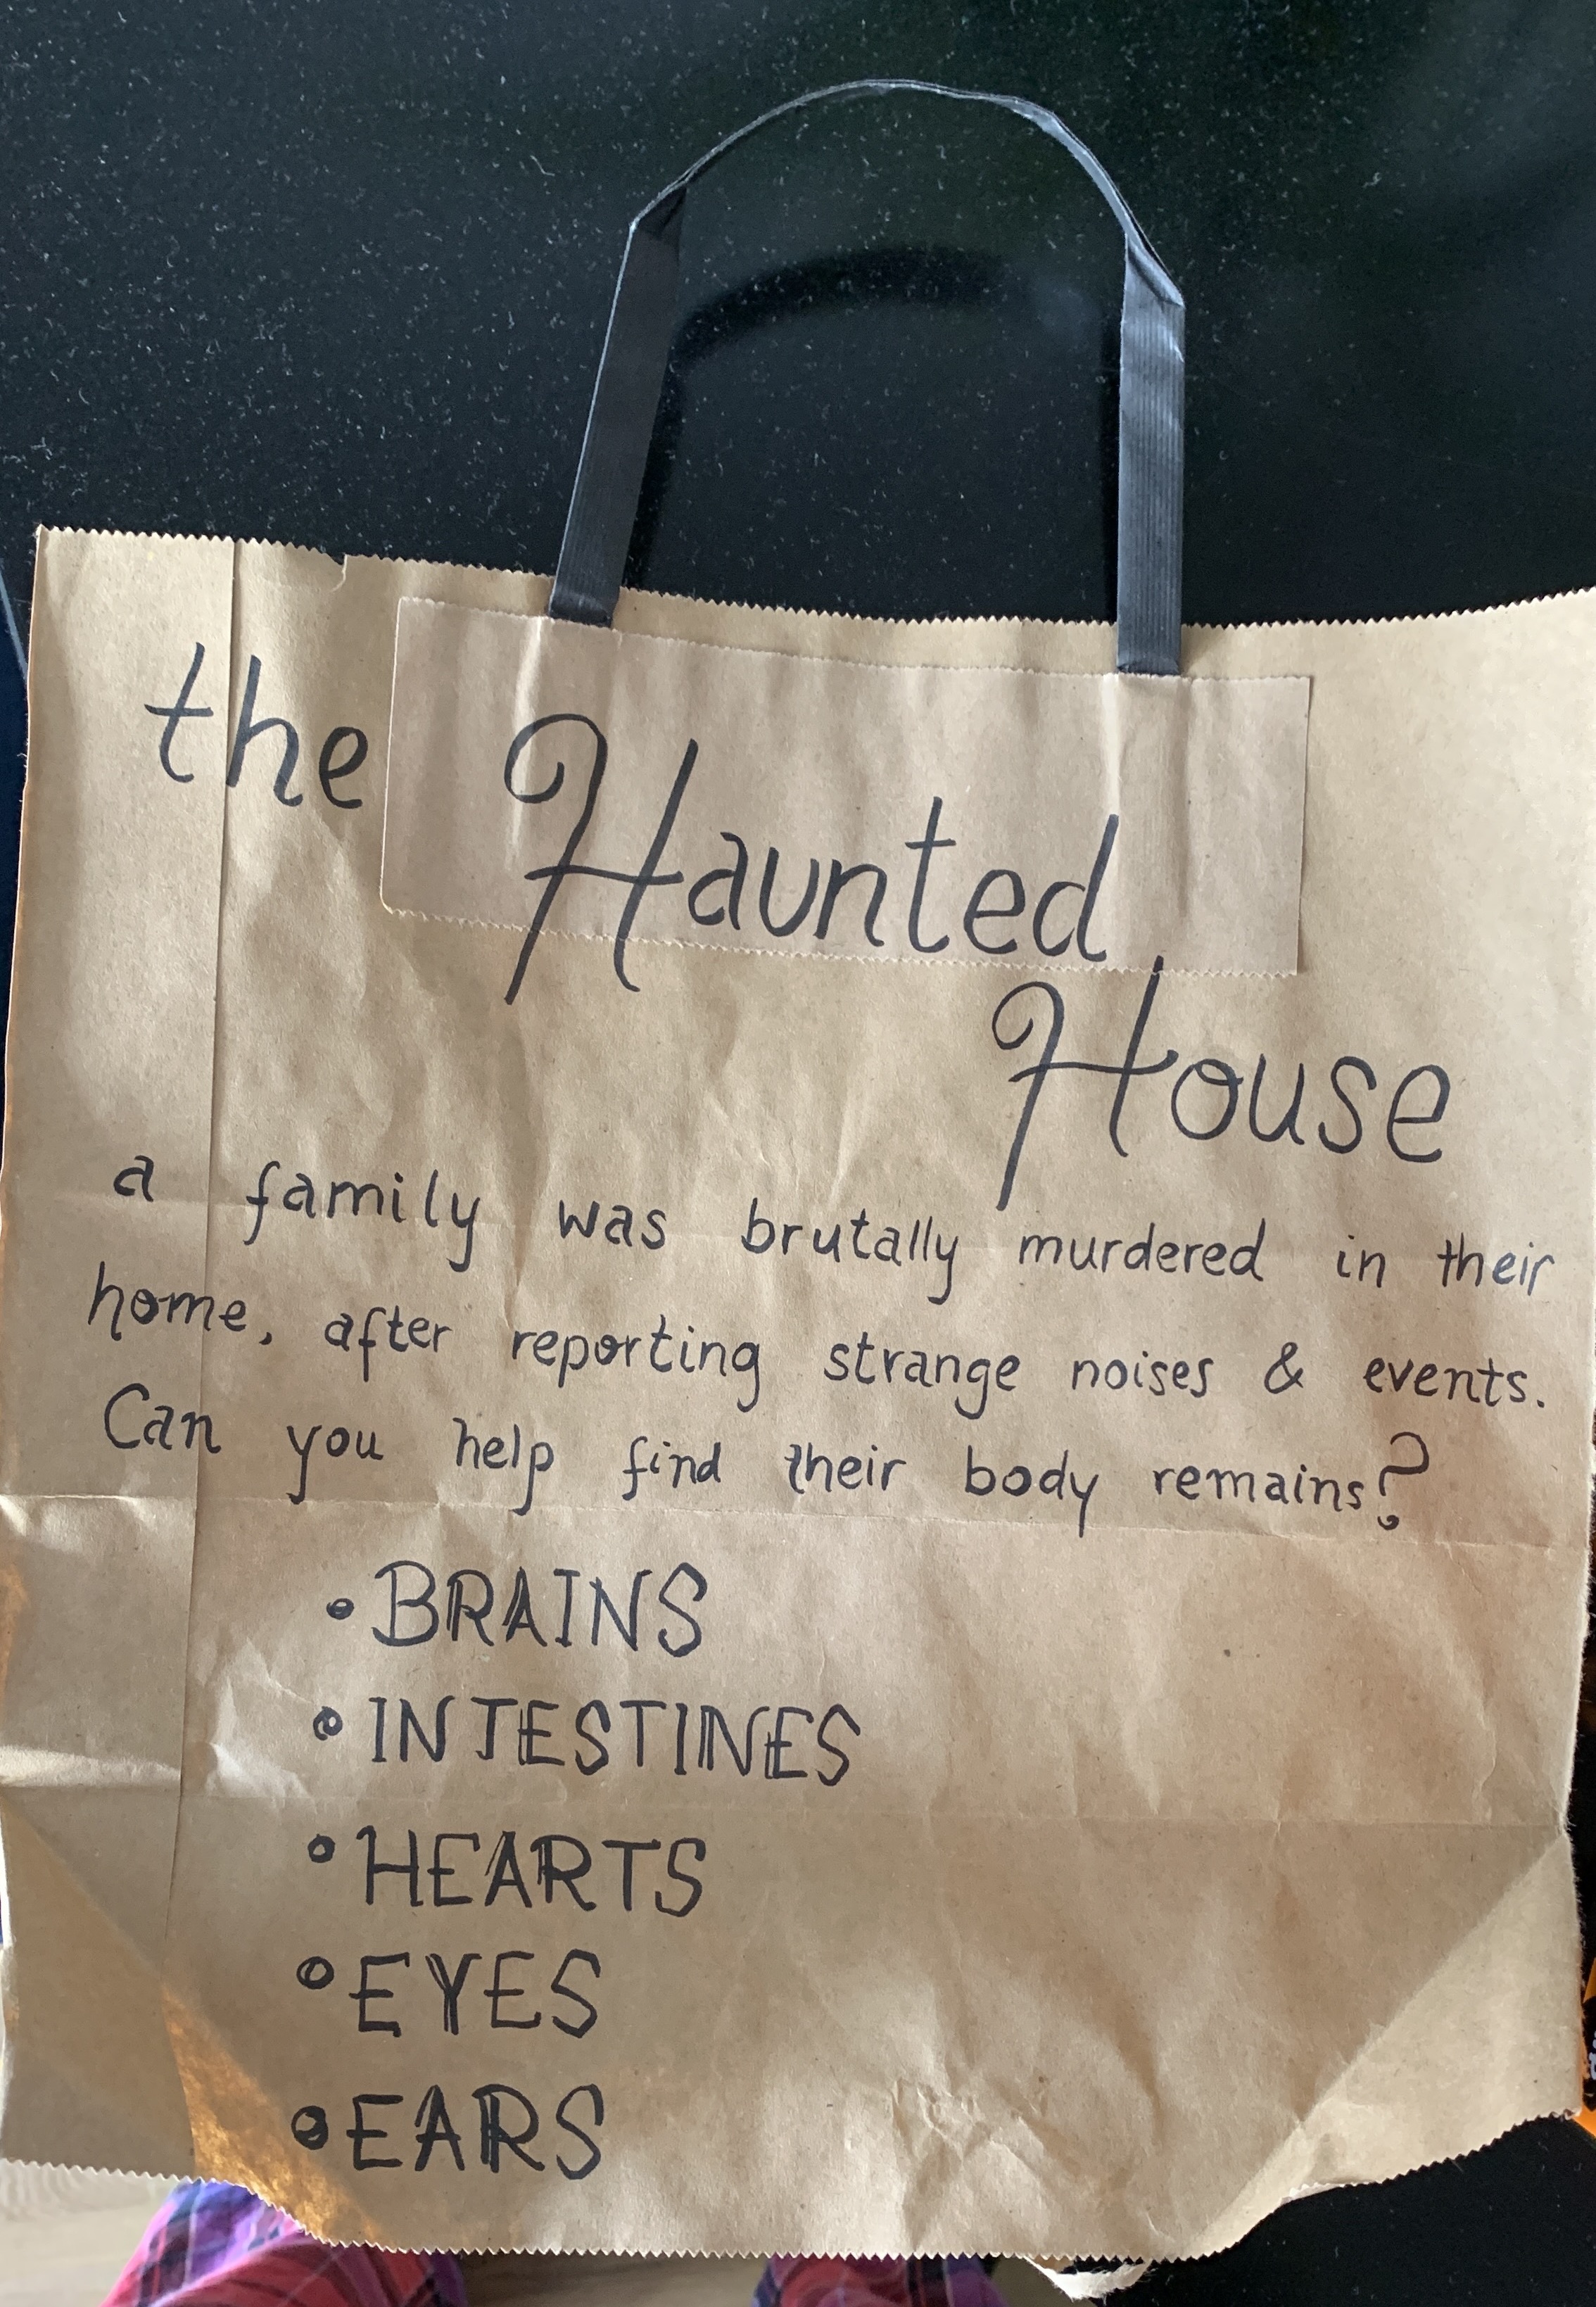 the Haunted
House
a family was brutally murdered in their
home, after reporting strange noises & events.
Can you help find their body remains?
• BRAINS
• INTESTINES
• HEARTS
• EYES
• EARS